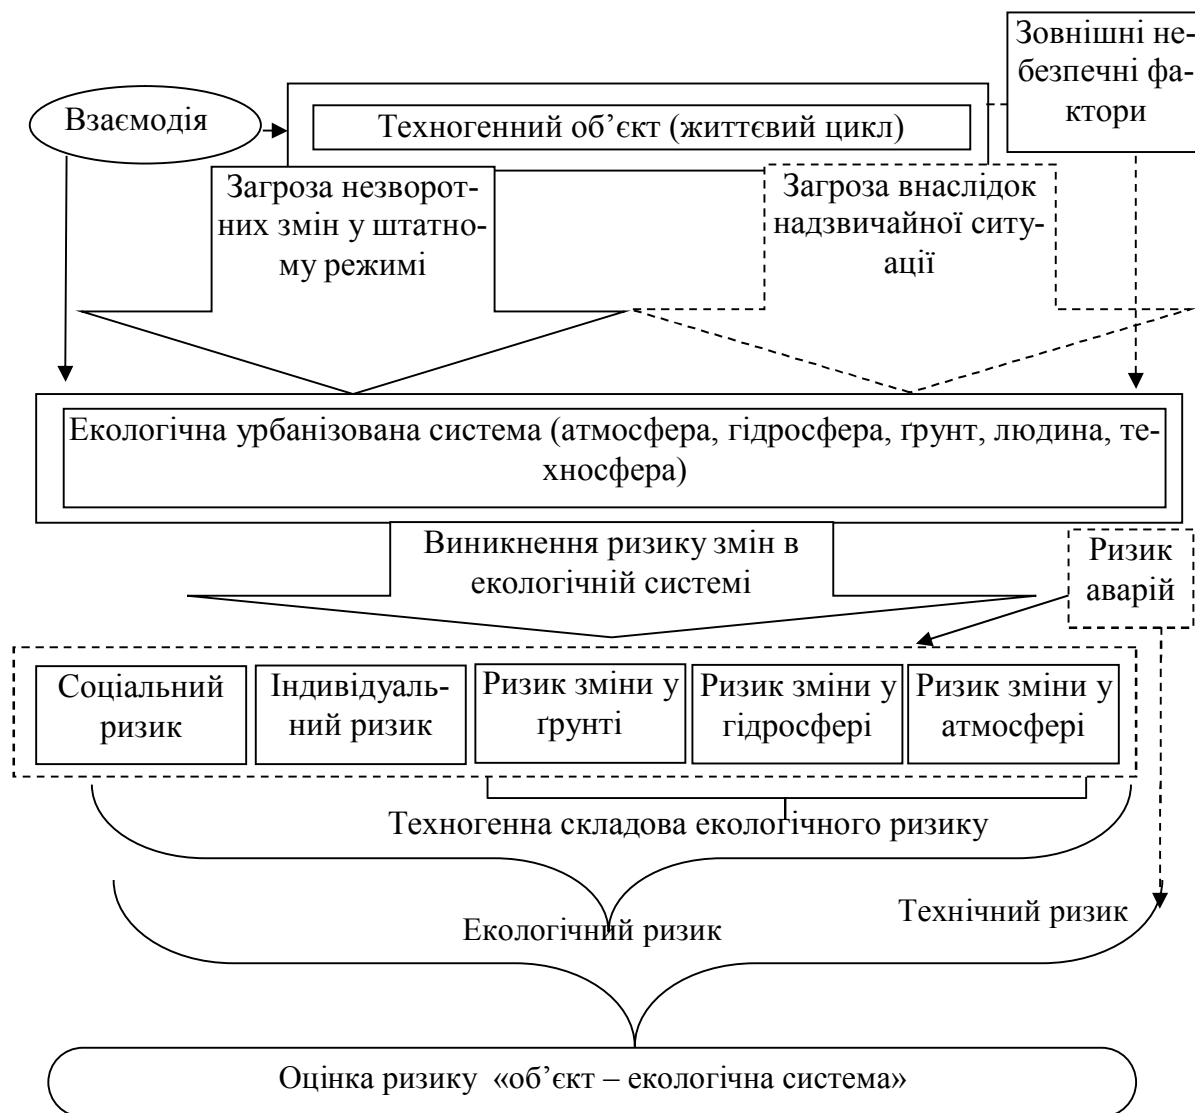 Зовнішні не-
безпечні фа-
ктори
Взаємодія
Техногенний об’єкт (життєвий цикл)
Загроза незворот-
них змін у штатно-
му режимі
Загроза внаслідок
надзвичайної ситу-
ації
Екологічна урбанізована система (атмосфера, гідросфера, ґрунт, людина, те-
хносфера)
Виникнення ризику змін в
екологічній системі
Ризик
аварій
Соціальний
ризик
Індивідуаль-
ний ризик
Ризик зміни у
ґрунті
Ризик зміни у
гідросфері
Ризик зміни у
атмосфері
Техногенна складова екологічного ризику
Екологічний ризик
Технічний ризик
Оцінка ризику «об’єкт – екологічна система»